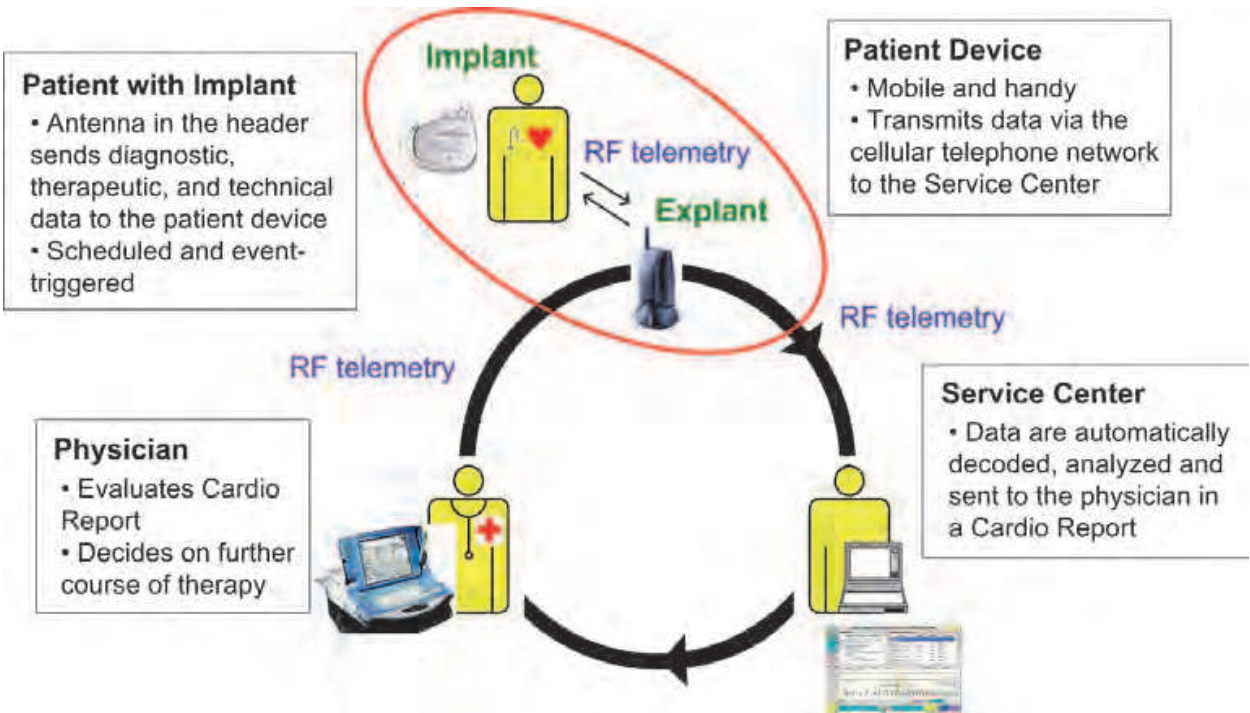 Patient with Implant
• Antenna in the header
sends diagnostic,
therapeutic, and technical
data to the patient device
• Scheduled and event-
triggered
Implant
RF telemetry
Explant
Patient Device
• Mobile and handy
• Transmits data via the
cellular telephone network
to the Service Center
RF telemetry
RF telemetry
Service Center
• Data are automatically
decoded, analyzed and
sent to the physician in
a Cardio Report
Physician
• Evaluates Cardio
Report
• Decides on further
course of therapy